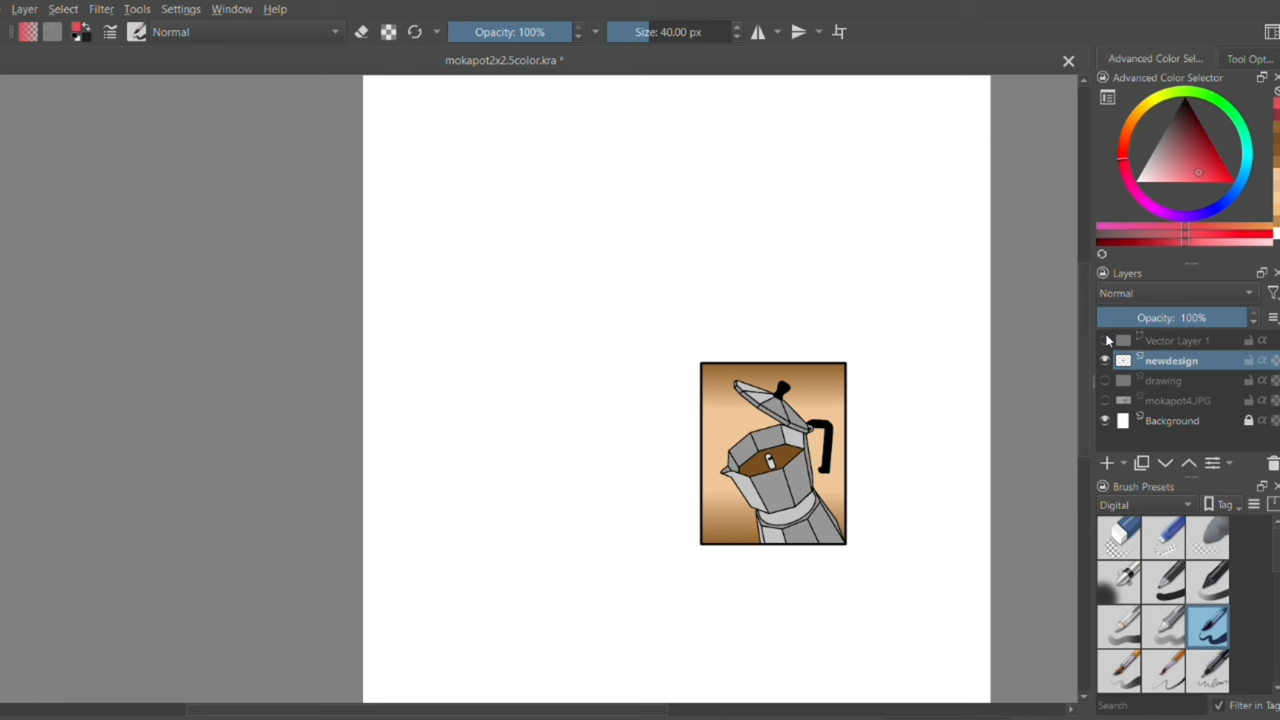 Layer Select Filter Tools Settings Window Help
Normal Opacity: 100% Size: 40.00 px
mokapot2x2.5color.kra *
Advanced Color Sel... Tool Opt...
Advanced Color Selector
Layers
Normal
Opacity: 100%
Vector Layer 1
newdesign
drawing
mokapot4.JPG
Background
Brush Presets
Digital Tag
Search Filter in Tag